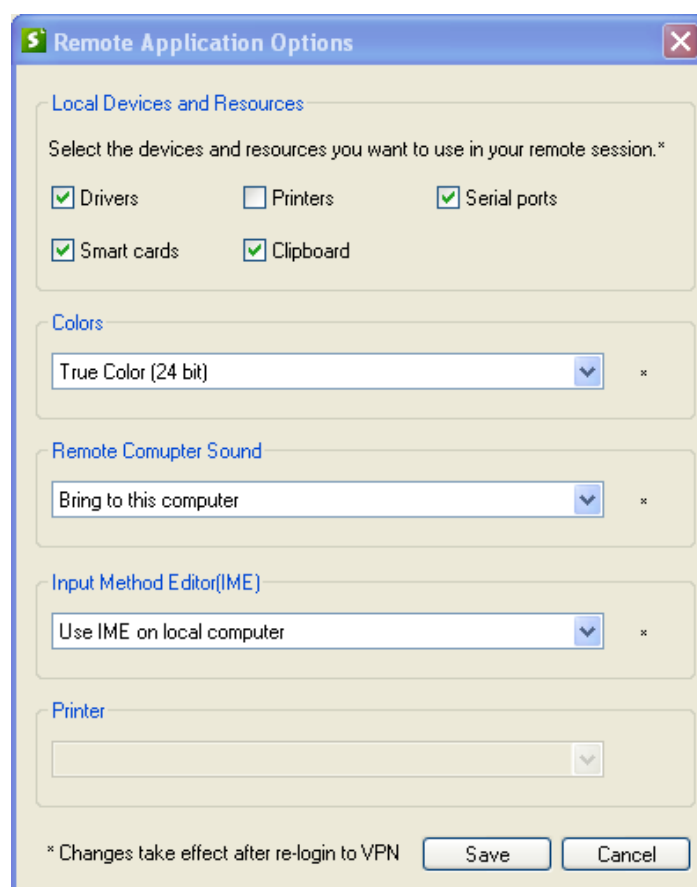 Remote Application Options
Local Devices and Resources
Select the devices and resources you want to use in your remote session.*
Drivers Printers Serial ports
Smart cards Clipboard
Colors
True Color (24 bit) *
Remote Comupter Sound
Bring to this computer *
Input Method Editor(IME)
Use IME on local computer *
Printer
* Changes take effect after re-login to VPN Save Cancel